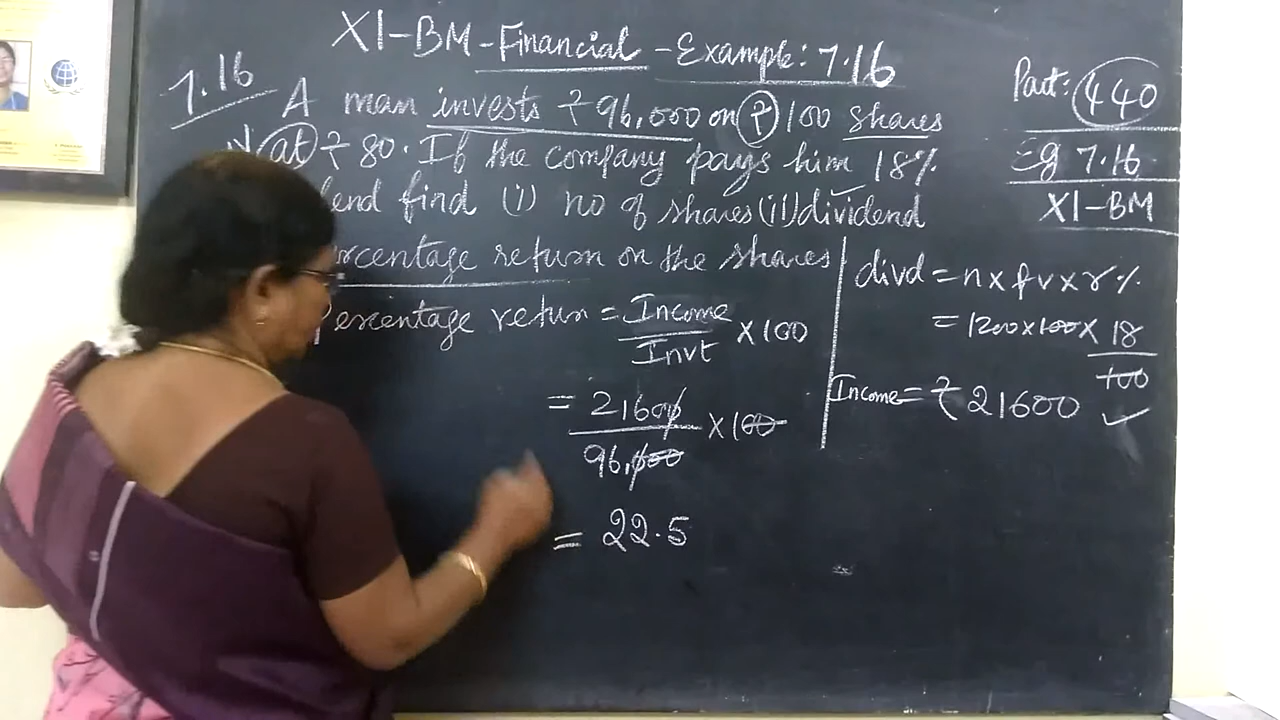 XI-BM-Financial - Example: 7.16
7.16 A man invests ₹96,000 on ₹100 shares
at ₹80. If the company pays him 18%
end find (i) no of shares (ii) dividend
rcentage return on the shares
Percentage return = Income/Invt × 100
= 21600/96,000 × 100
= 22.5
divd = n × fv × r%
= 1200 × 100 × 18/100
Income = ₹21600 ✓
Part: 440
Eg 7.16
XI-BM